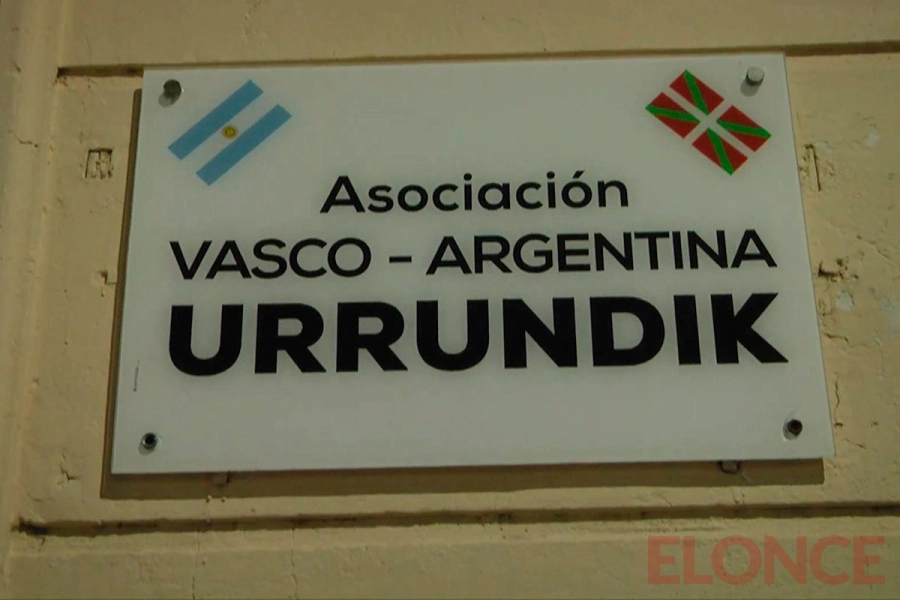 Asociación
VASCO - ARGENTINA
URRUNDIK
ELONCE